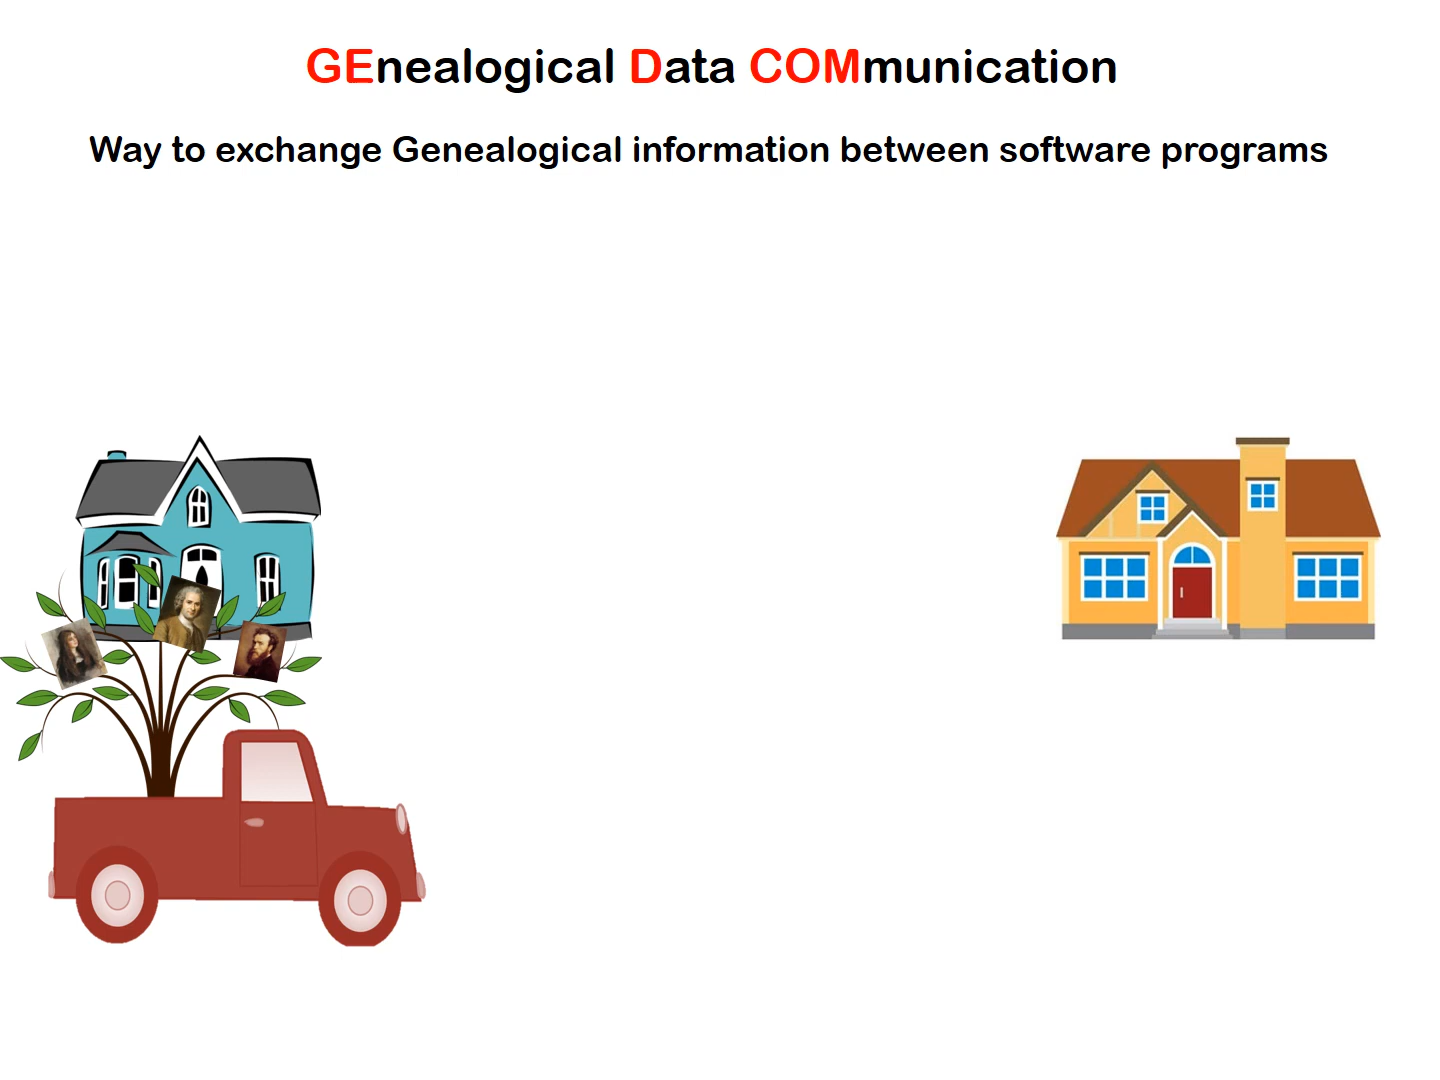 GEnealogical Data COMmunication
Way to exchange Genealogical information between software programs